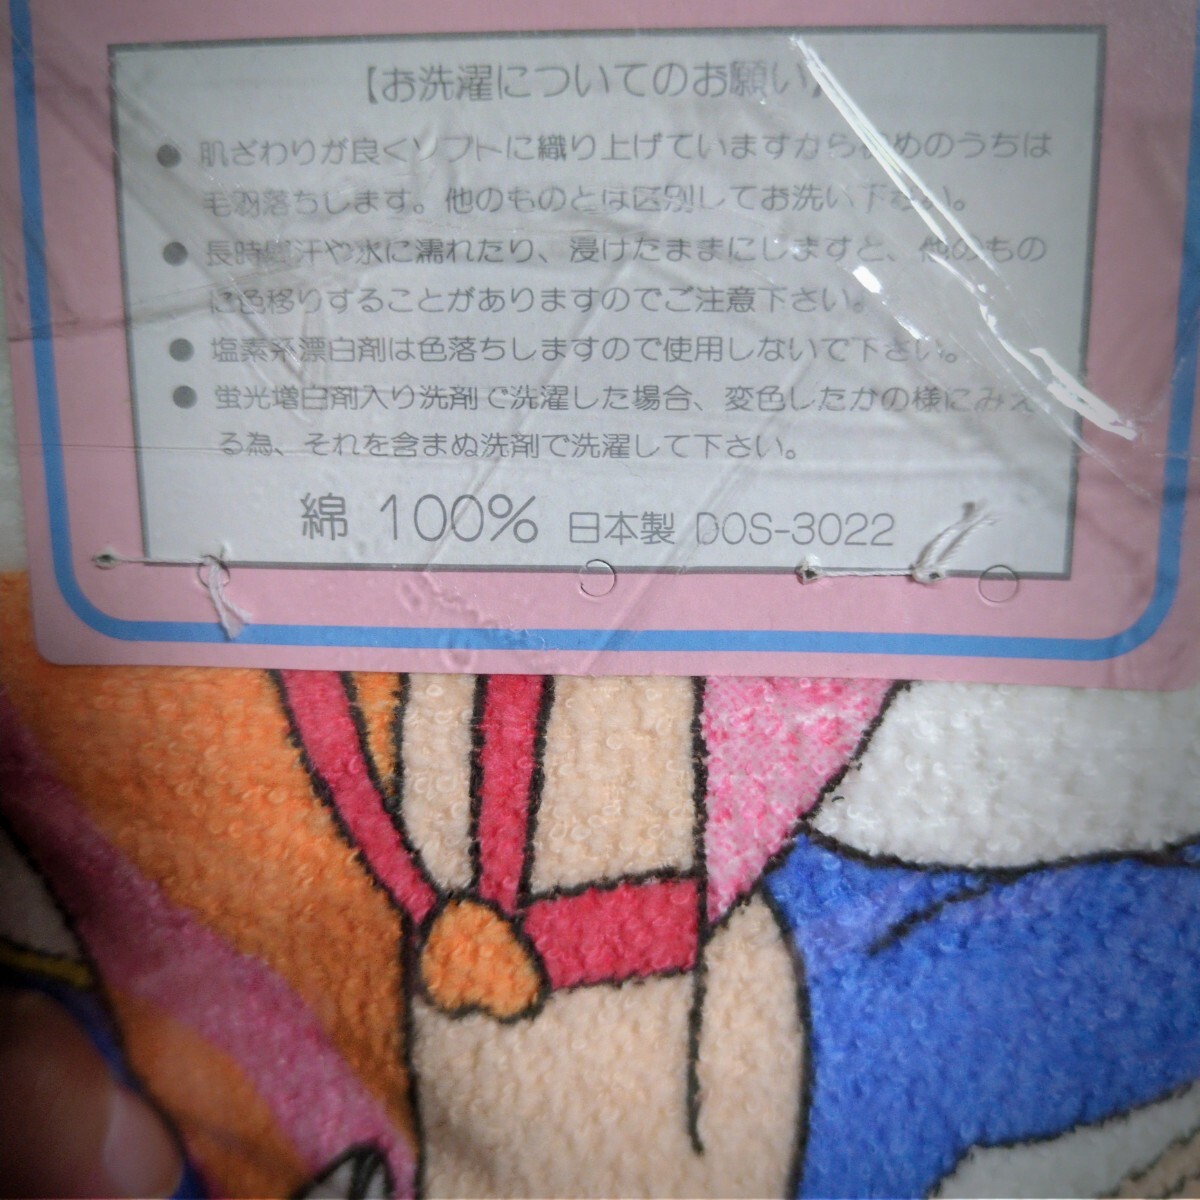 【お洗濯についてのお願い】
● 肌ざわりが良くソフトに織り上げていますから初めのうちは
毛羽落ちします。他のものとは区別してお洗い下さい。
● 長時間汗や水に濡れたり、浸けたままにしますと、他のもの
に色移りすることがありますのでご注意下さい。
● 塩素系漂白剤は色落ちしますので使用しないで下さい。
● 蛍光増白剤入り洗剤で洗濯した場合、変色したかの様にみえ
る為、それを含まぬ洗剤で洗濯して下さい。
綿 100% 日本製 DOS-3022